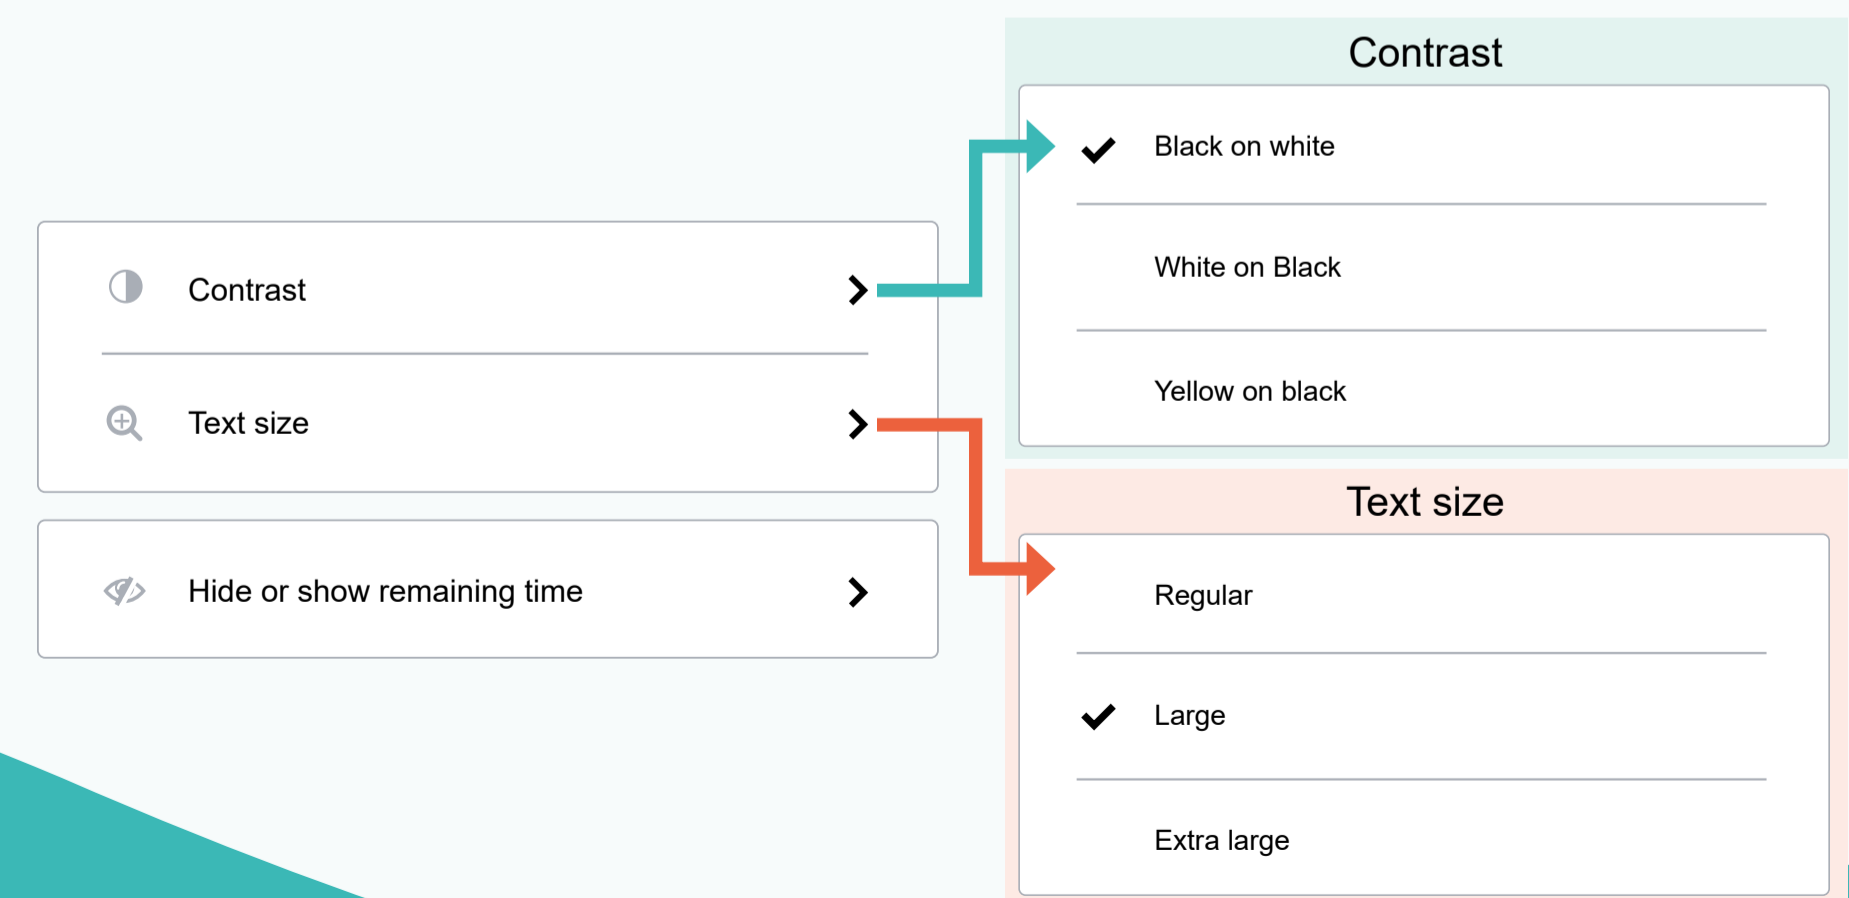 Contrast
Text size
Hide or show remaining time
Contrast
Black on white
White on Black
Yellow on black
Text size
Regular
Large
Extra large